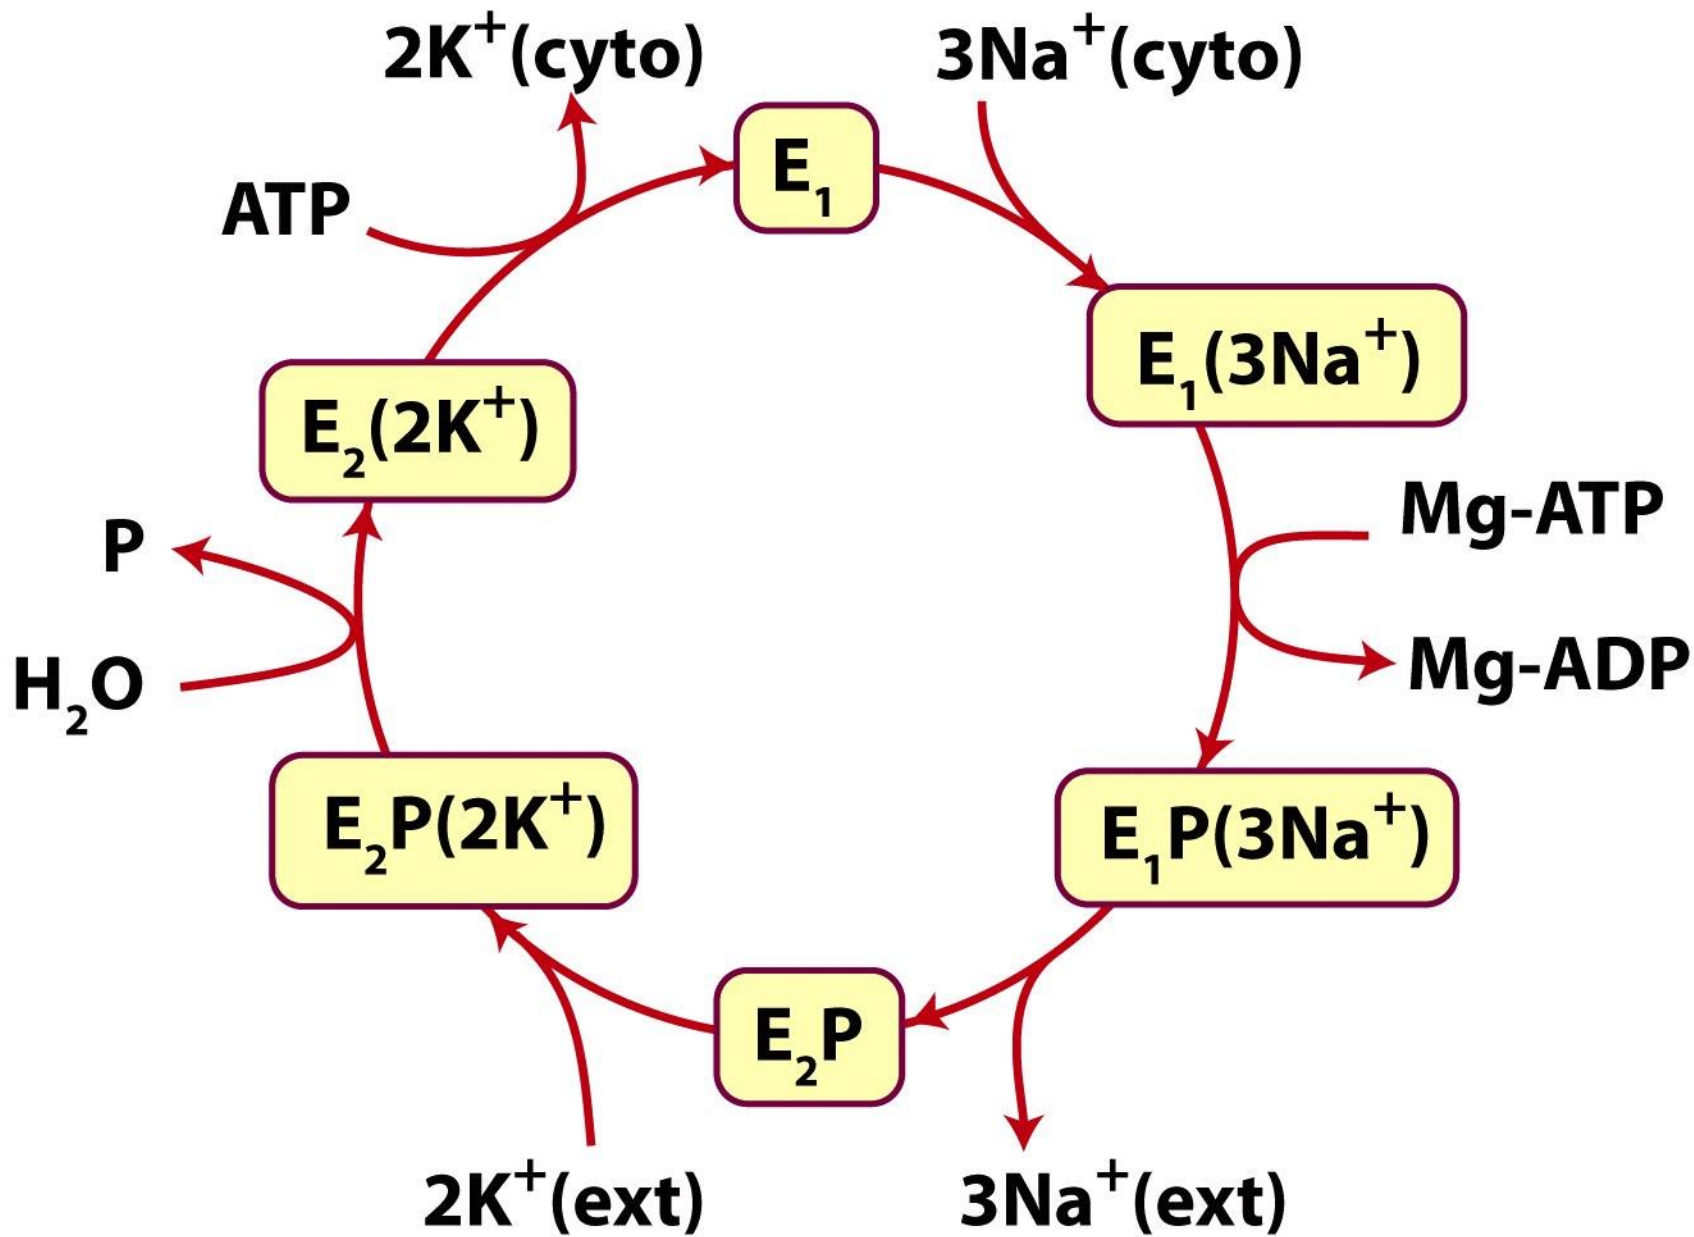 2K⁺(cyto)
3Na⁺(cyto)
E₁
ATP
E₁(3Na⁺)
E₂(2K⁺)
Mg-ATP
P
Mg-ADP
H₂O
E₂P(2K⁺)
E₁P(3Na⁺)
E₂P
2K⁺(ext)
3Na⁺(ext)